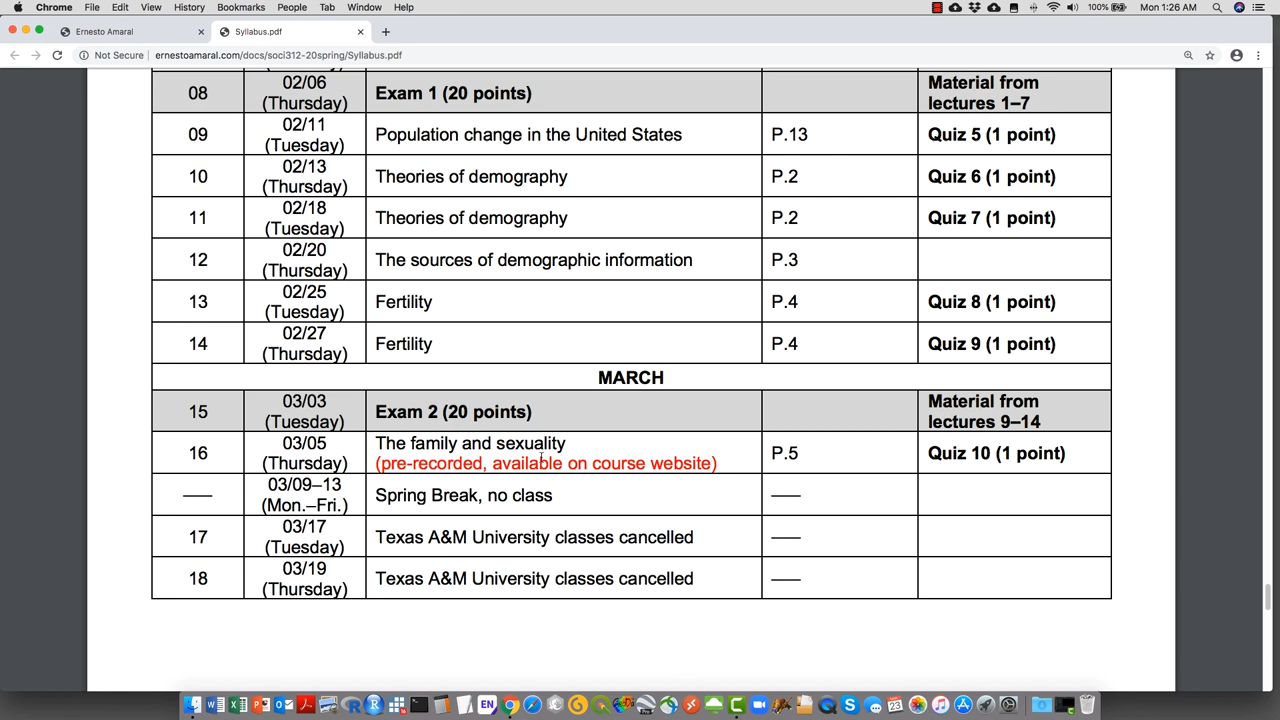 Chrome File Edit View History Bookmarks People Tab Window Help 100% Mon 1:26 AM
Ernesto Amaral Syllabus.pdf
Not Secure ernestoamaral.com/docs/soci312-20spring/Syllabus.pdf
08 02/06 (Thursday) Exam 1 (20 points) Material from lectures 1–7
09 02/11 (Tuesday) Population change in the United States P.13 Quiz 5 (1 point)
10 02/13 (Thursday) Theories of demography P.2 Quiz 6 (1 point)
11 02/18 (Tuesday) Theories of demography P.2 Quiz 7 (1 point)
12 02/20 (Thursday) The sources of demographic information P.3
13 02/25 (Tuesday) Fertility P.4 Quiz 8 (1 point)
14 02/27 (Thursday) Fertility P.4 Quiz 9 (1 point)
MARCH
15 03/03 (Tuesday) Exam 2 (20 points) Material from lectures 9–14
16 03/05 (Thursday) The family and sexuality (pre-recorded, available on course website) P.5 Quiz 10 (1 point)
—— 03/09–13 (Mon.–Fri.) Spring Break, no class ——
17 03/17 (Tuesday) Texas A&M University classes cancelled ——
18 03/19 (Thursday) Texas A&M University classes cancelled ——
EN